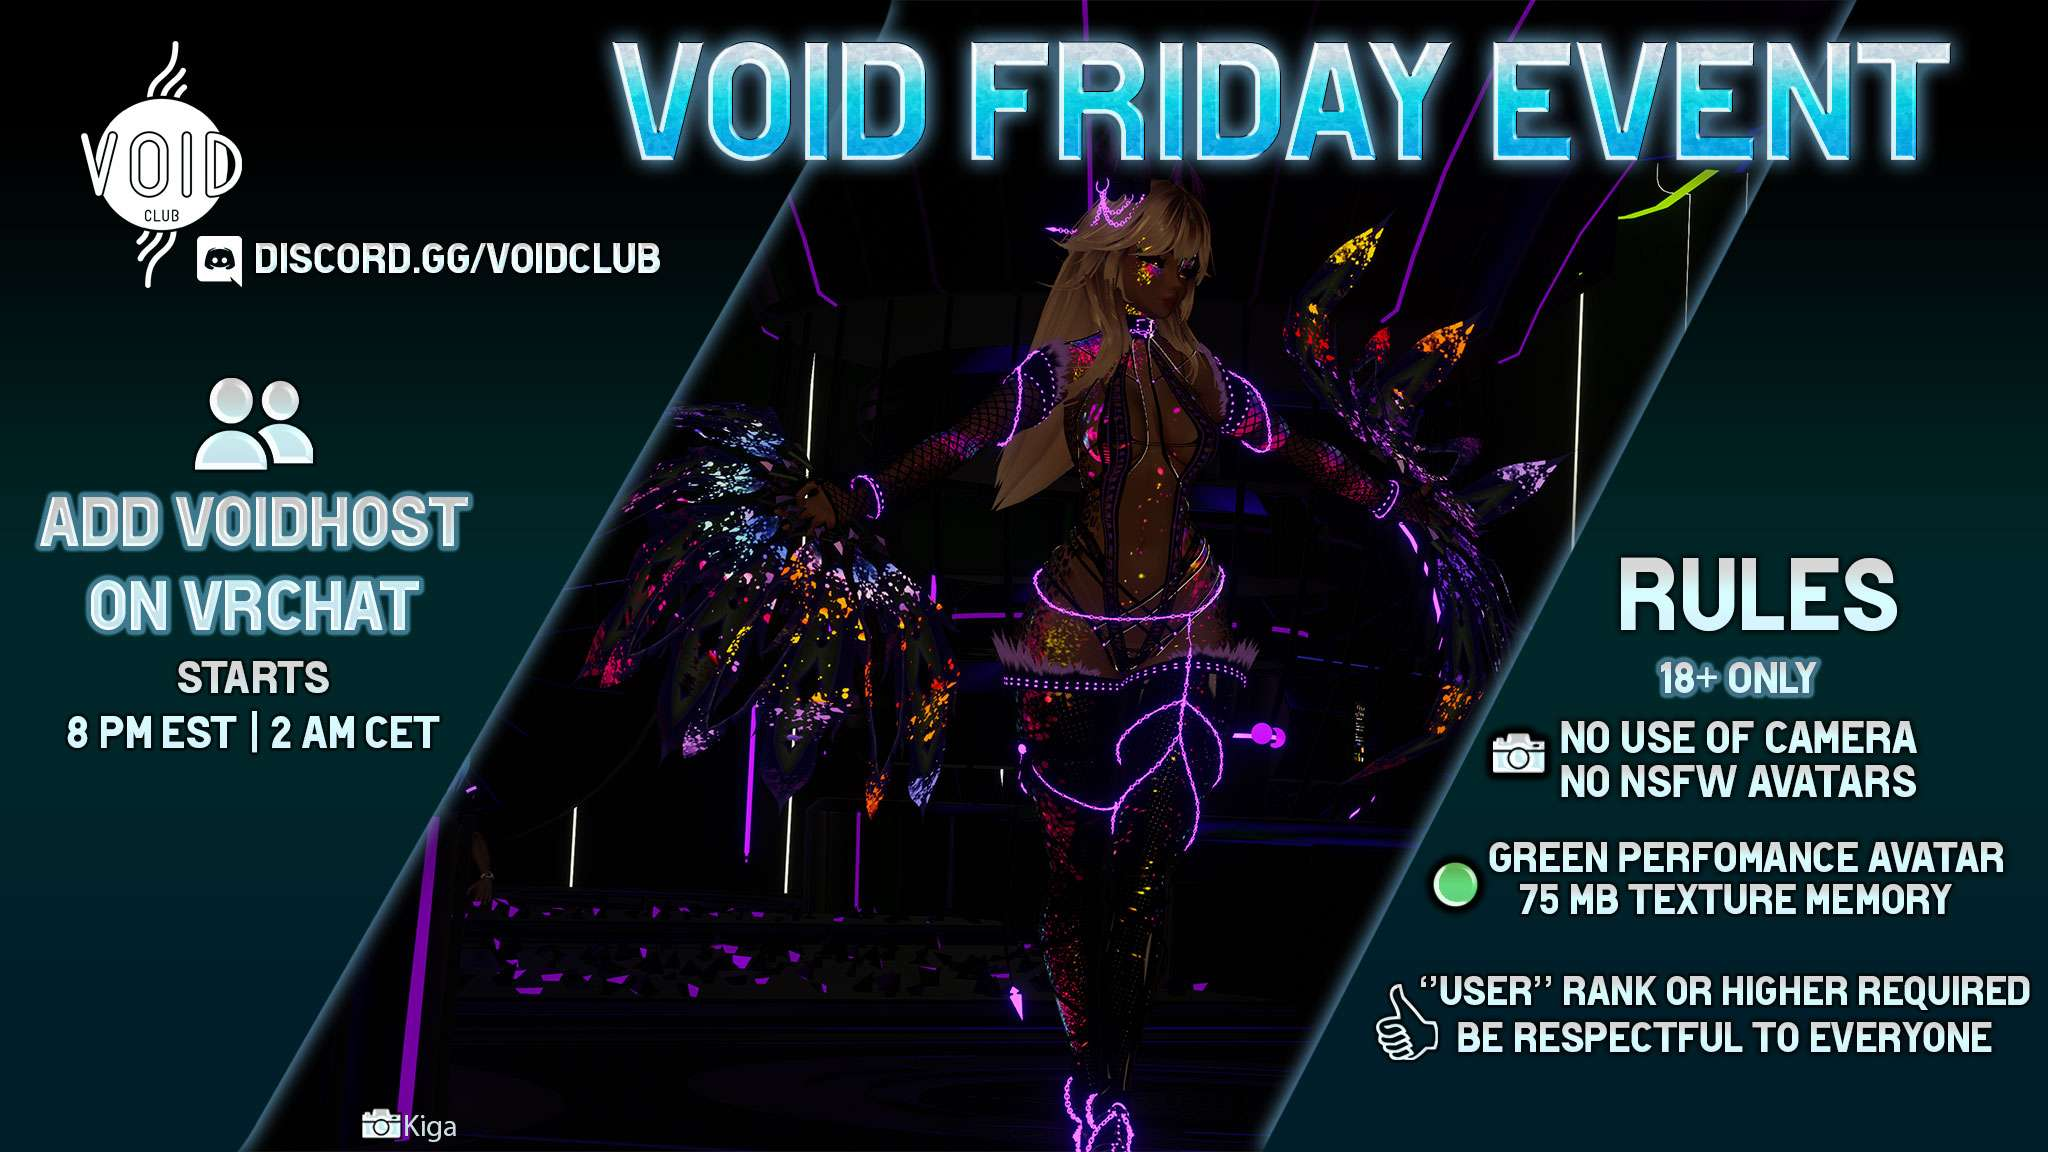 VOID FRIDAY EVENT
VOID
CLUB
DISCORD.GG/VOIDCLUB
ADD VOIDHOST
ON VRCHAT
STARTS
8 PM EST | 2 AM CET
RULES
18+ ONLY
NO USE OF CAMERA
NO NSFW AVATARS
GREEN PERFOMANCE AVATAR
75 MB TEXTURE MEMORY
''USER'' RANK OR HIGHER REQUIRED
BE RESPECTFUL TO EVERYONE
Kiga